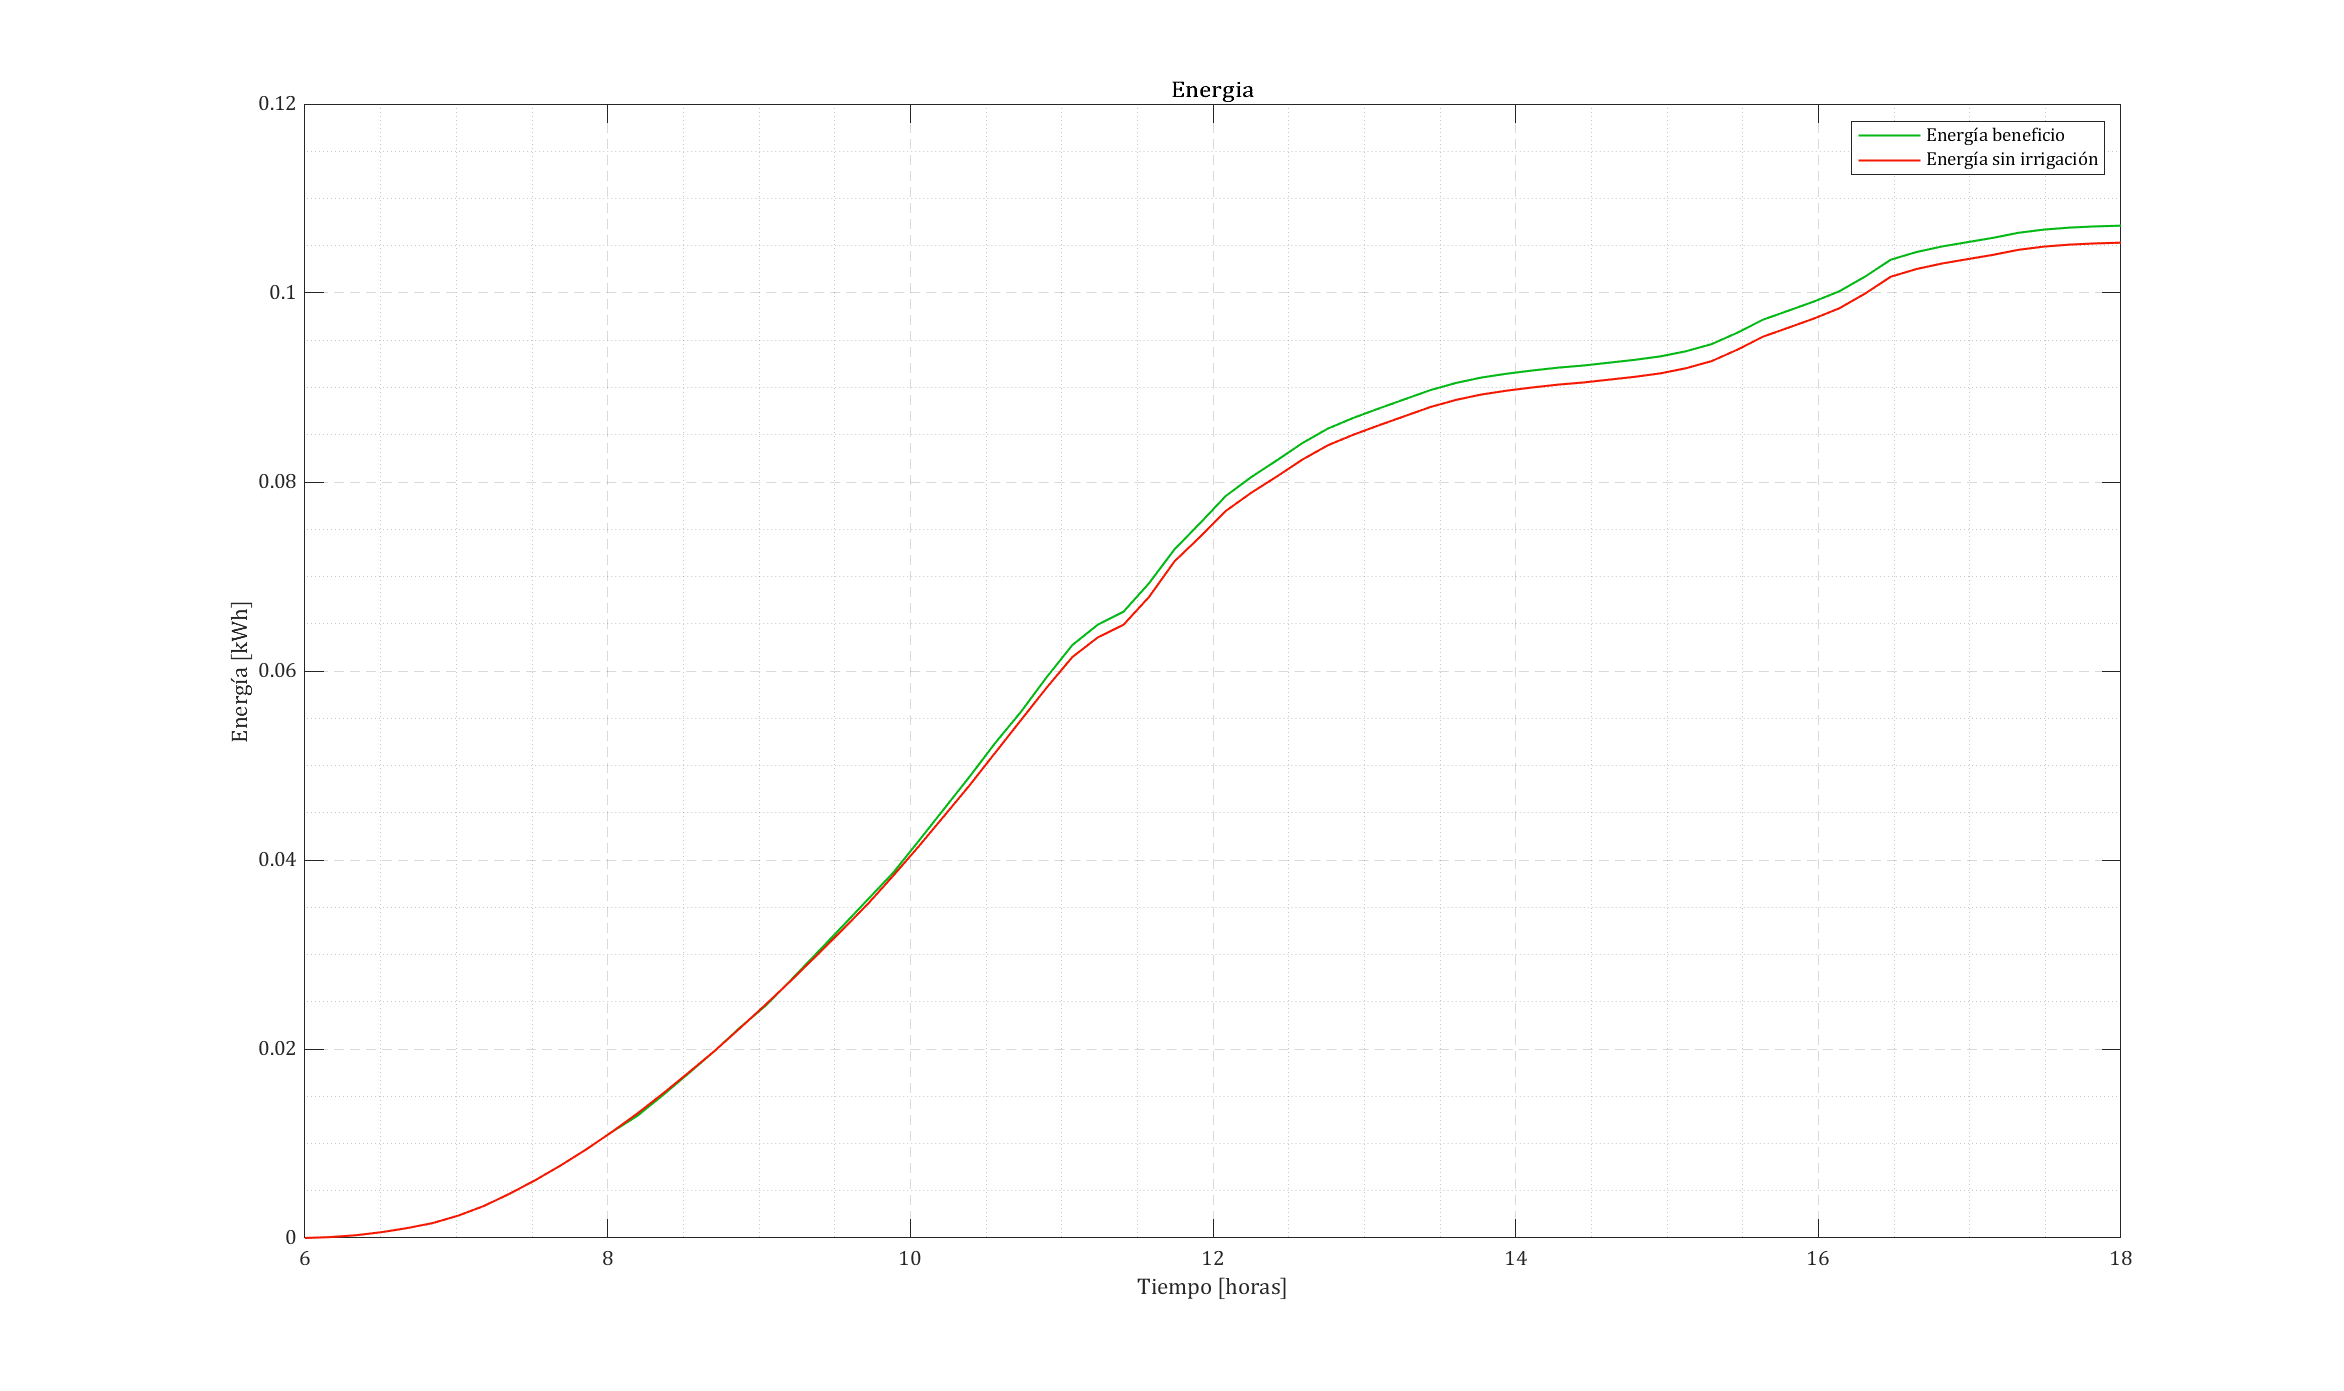 Energia
0.12
0.1
0.08
0.06
0.04
0.02
0
Energía [kWh]
Energía beneficio
Energía sin irrigación
6 8 10 12 14 16 18
Tiempo [horas]